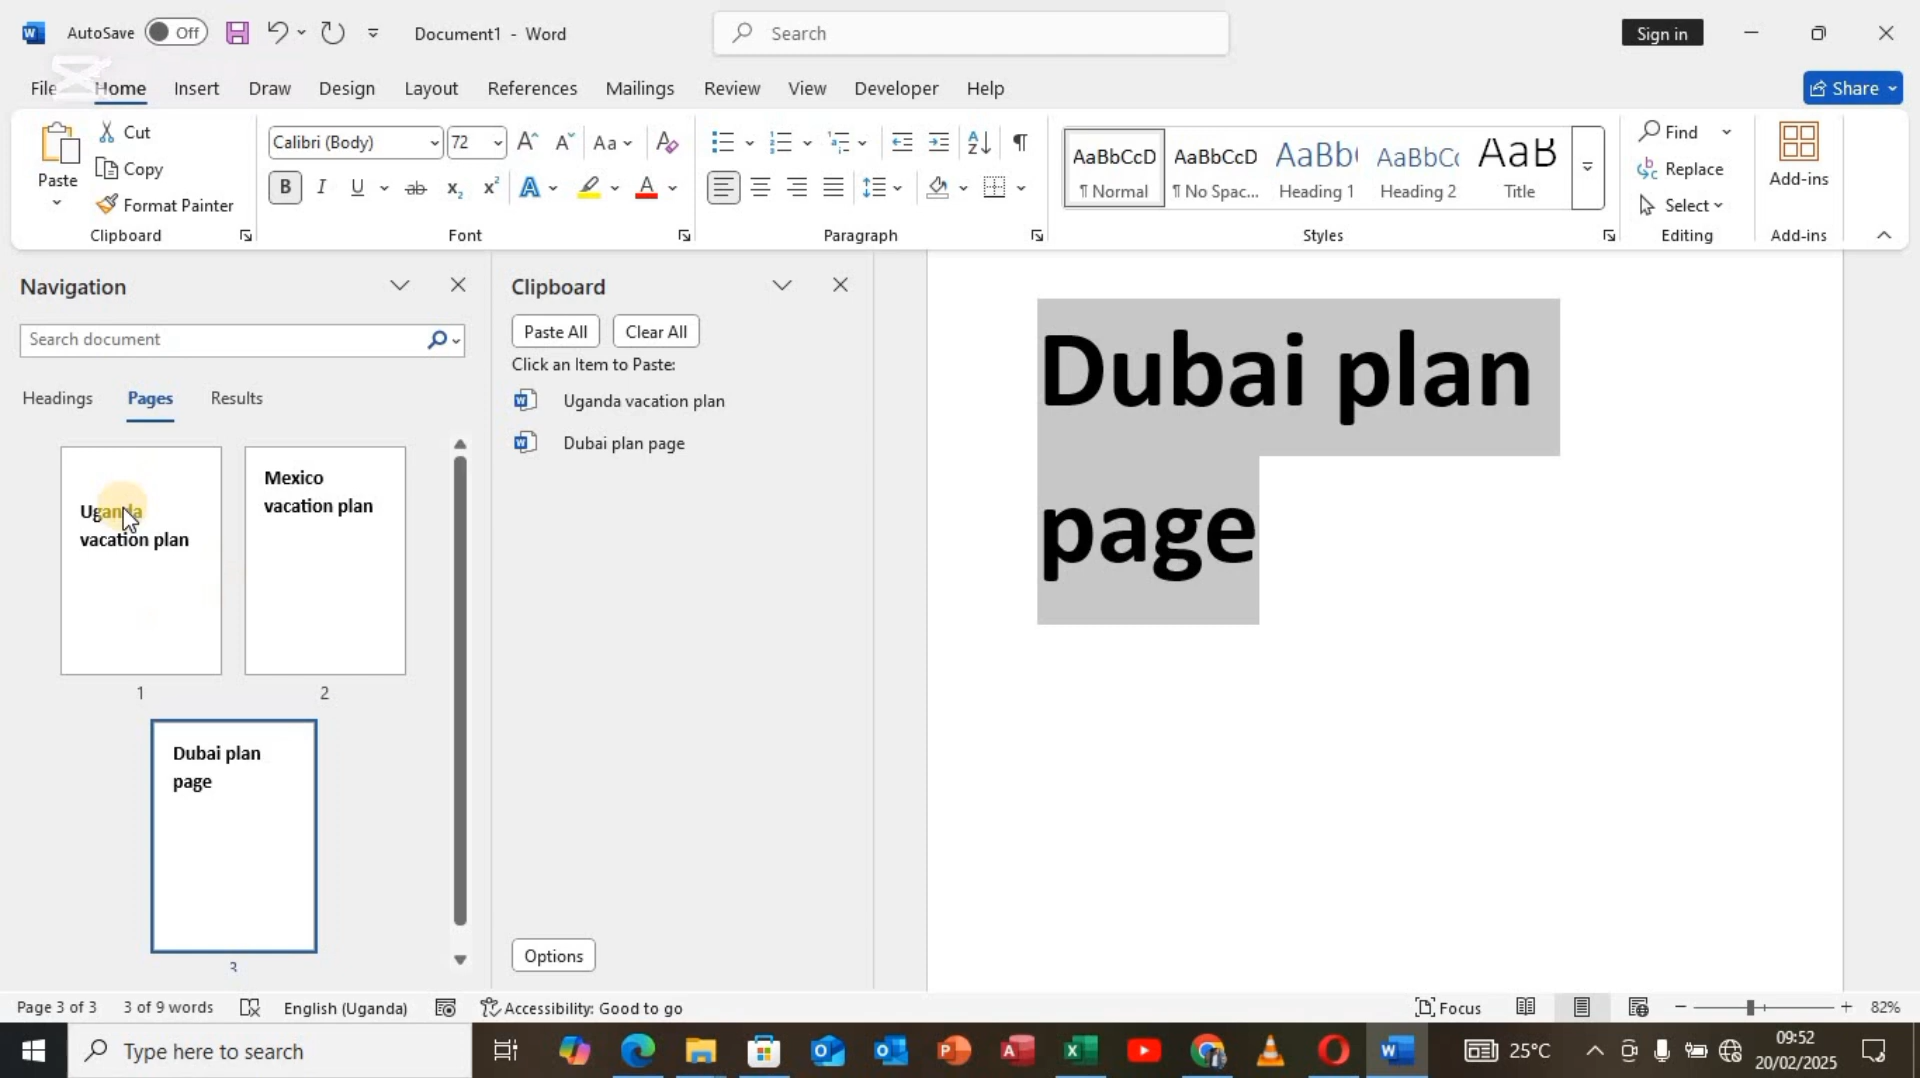 AutoSave Off Document1 - Word Search Sign in
File Home Insert Draw Design Layout References Mailings Review View Developer Help Share
Paste Cut Copy Format Painter
Clipboard
Calibri (Body) 72 Aa
B I U ab x₂ x² A A
Font
Paragraph
AaBbCcD AaBbCcD AaBb( AaBbCc AaB
¶ Normal ¶ No Spac... Heading 1 Heading 2 Title
Styles
Find
Replace
Select
Editing
Add-ins
Add-ins
Navigation
Search document
Headings Pages Results
Uganda
vacation plan
1
Mexico
vacation plan
2
Dubai plan
page
3
Clipboard
Paste All Clear All
Click an Item to Paste:
Uganda vacation plan
Dubai plan page
Options
Dubai plan
page
Page 3 of 3 3 of 9 words English (Uganda) Accessibility: Good to go Focus 82%
Type here to search 25°C 09:52
20/02/2025